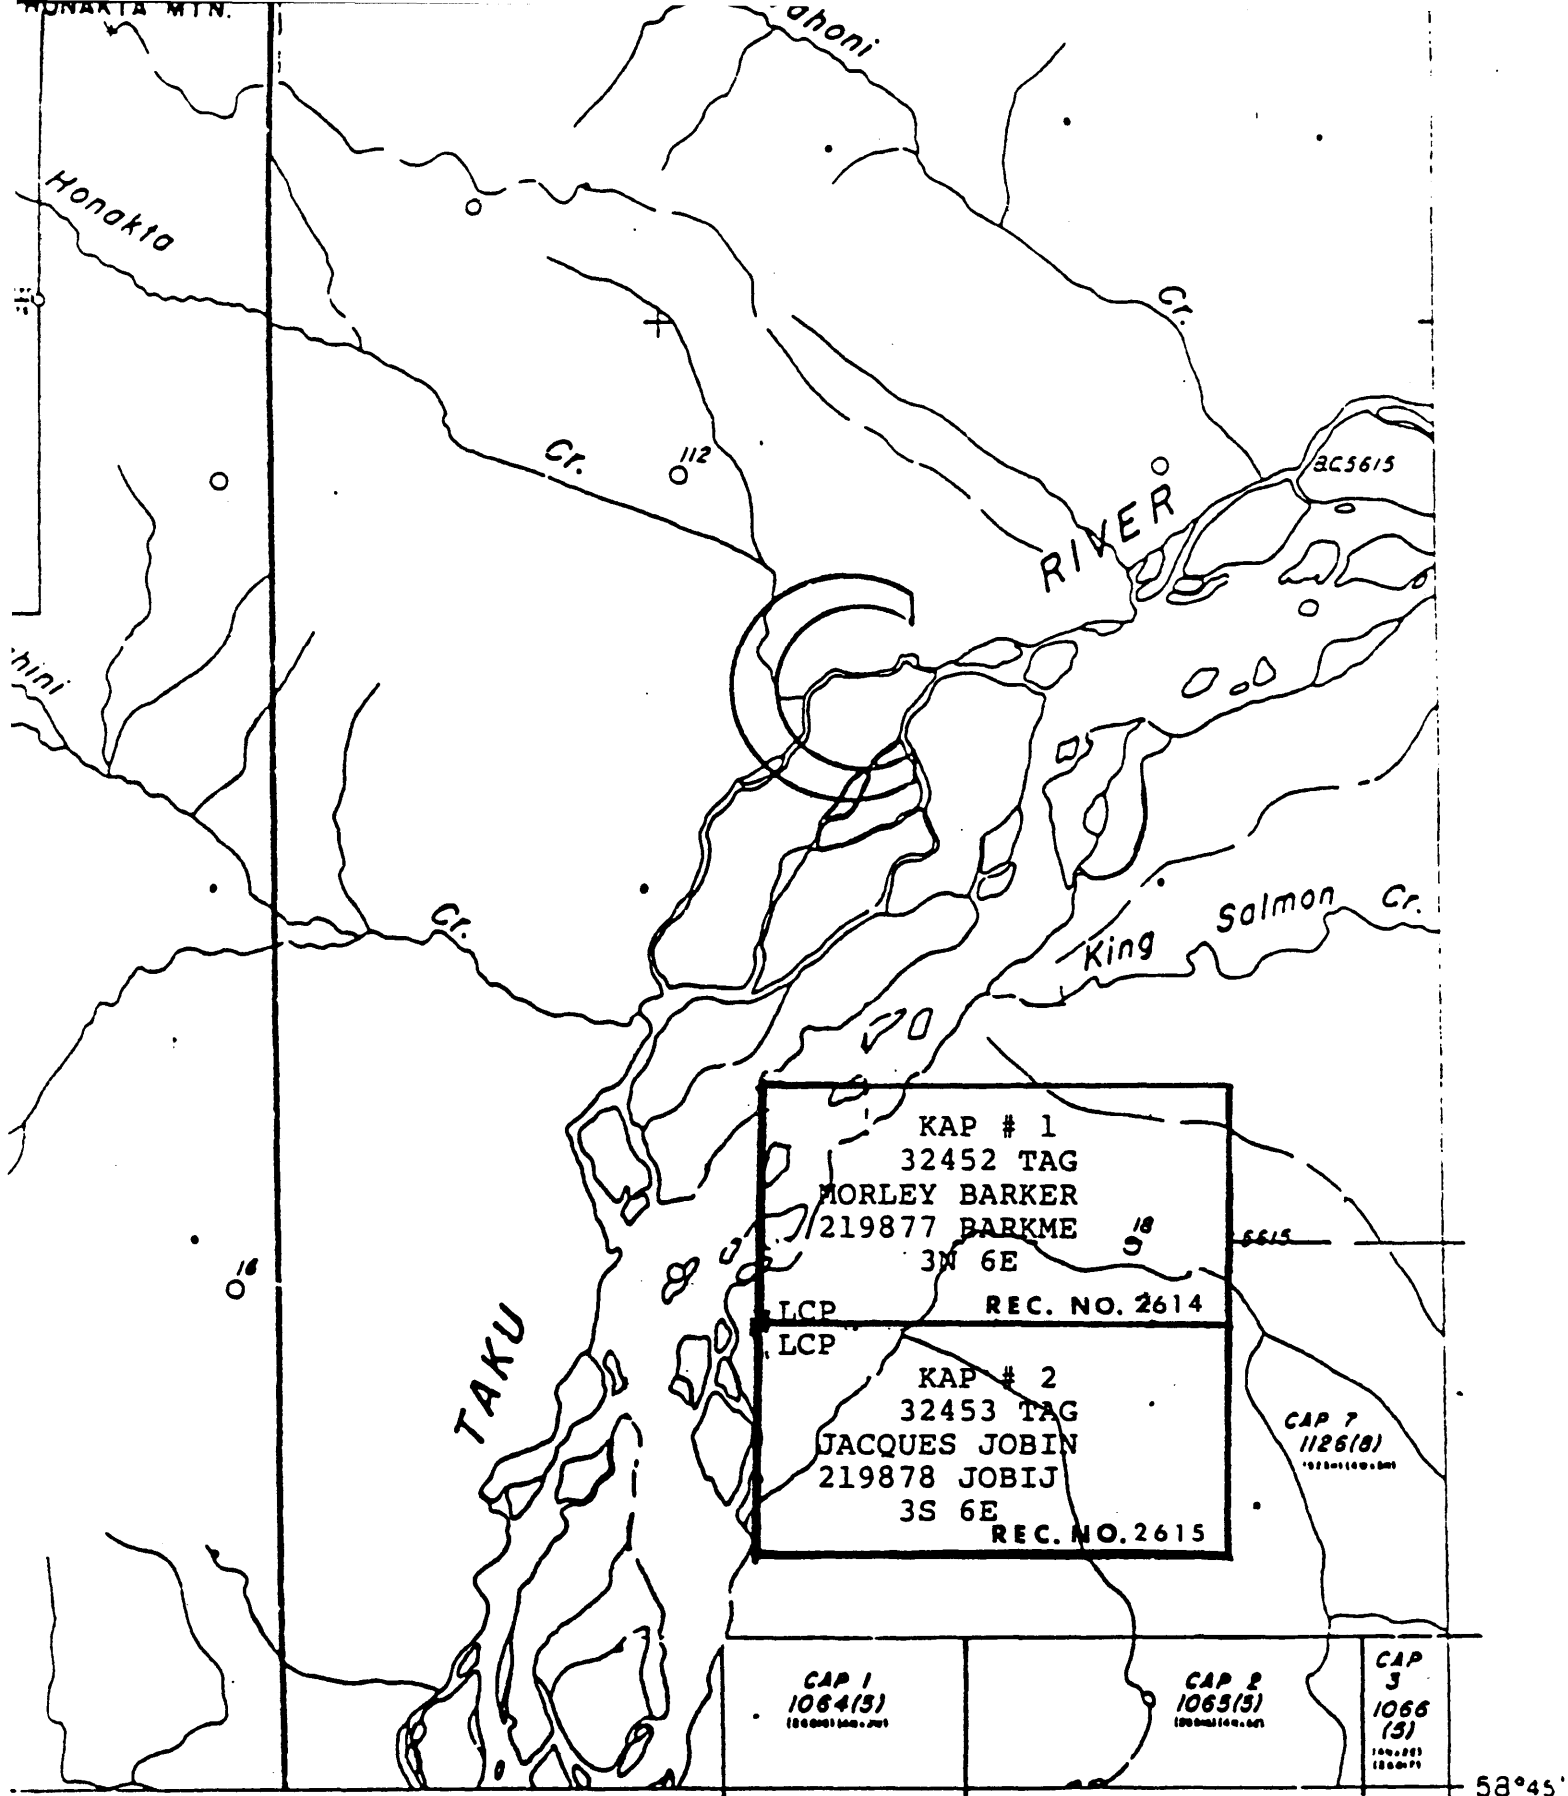 HONAKTA MTN.
ahoni
Honakta
Cr.
Cr.
112
B.C.5615
RIVER
hini
Cr.
King Salmon Cr.
KAP # 1
32452 TAG
MORLEY BARKER
219877 BARKME
18
3N 6E
5615
REC. NO. 2614
16
LCP
LCP
TAKU
KAP # 2
32453 TAG
JACQUES JOBIN
219878 JOBIJ
3S 6E
REC. NO. 2615
CAP 7
1126(8)
CAP 1
1064(5)
CAP 2
1065(5)
CAP
3
1066
(5)
58°45'